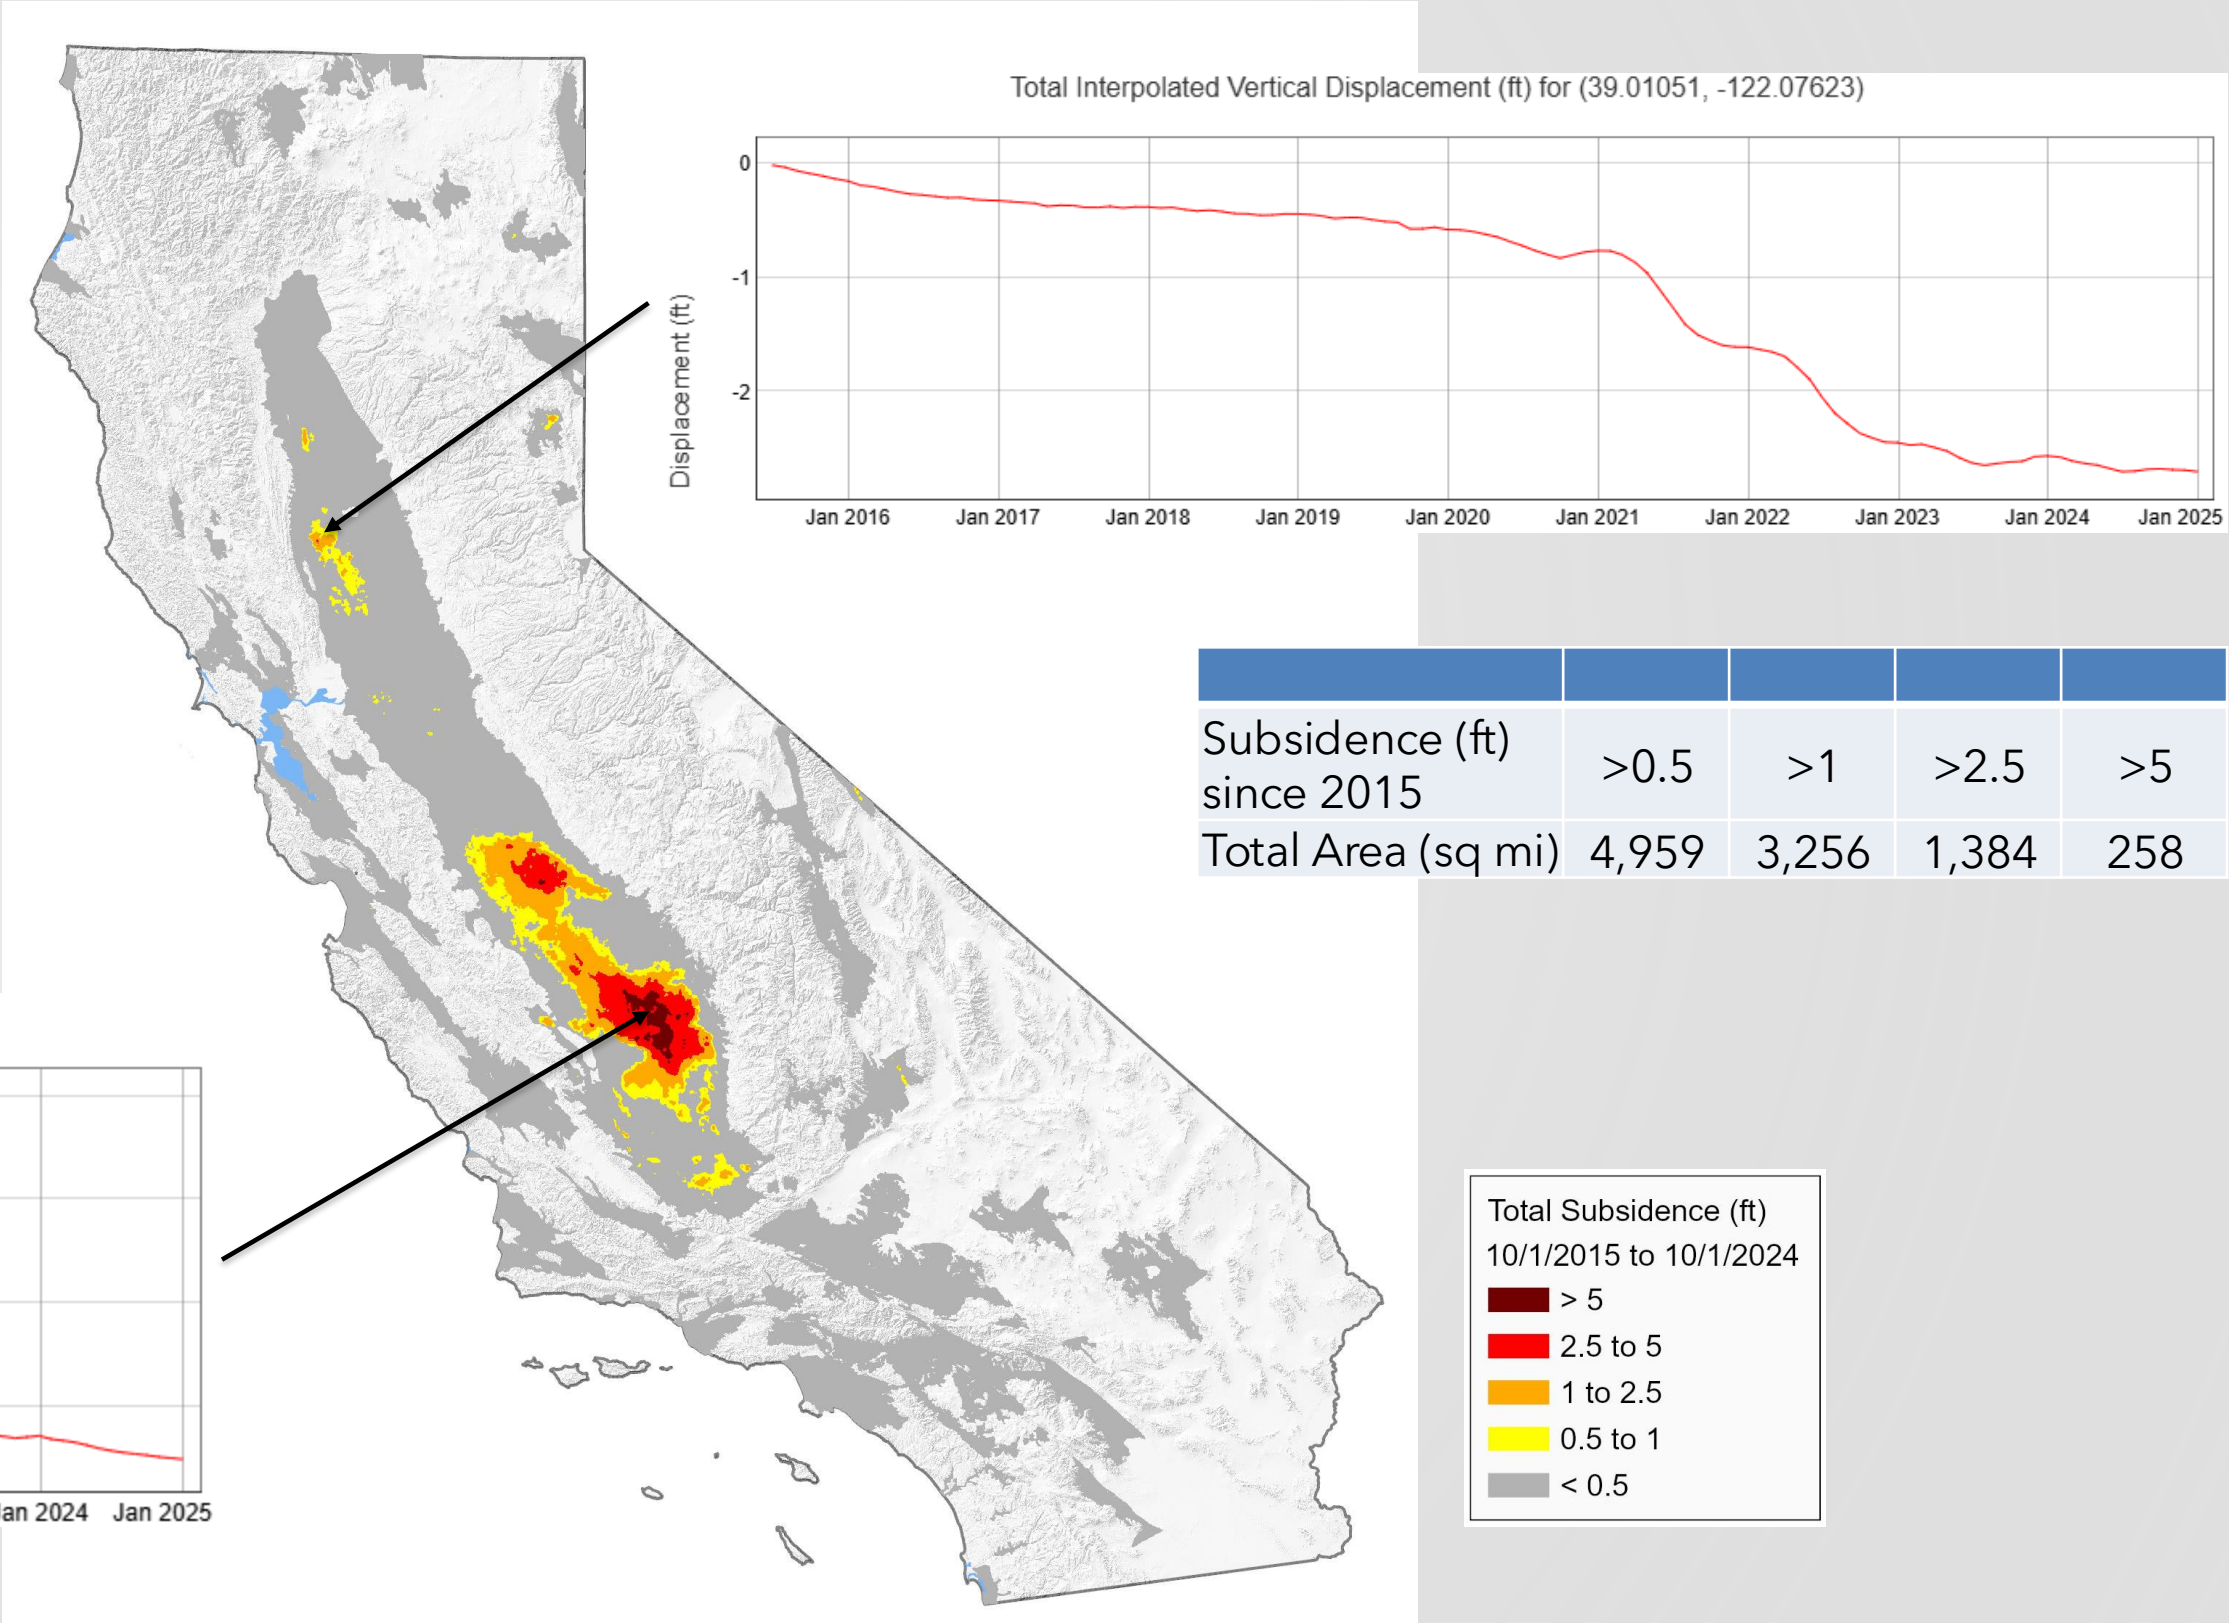 Total Interpolated Vertical Displacement (ft) for (39.01051, -122.07623)
Displacement (ft)
0
-1
-2
Jan 2016 Jan 2017 Jan 2018 Jan 2019 Jan 2020 Jan 2021 Jan 2022 Jan 2023 Jan 2024 Jan 2025
Subsidence (ft)
since 2015 >0.5 >1 >2.5 >5
Total Area (sq mi) 4,959 3,256 1,384 258
Total Subsidence (ft)
10/1/2015 to 10/1/2024
> 5
2.5 to 5
1 to 2.5
0.5 to 1
< 0.5
Jan 2024 Jan 2025